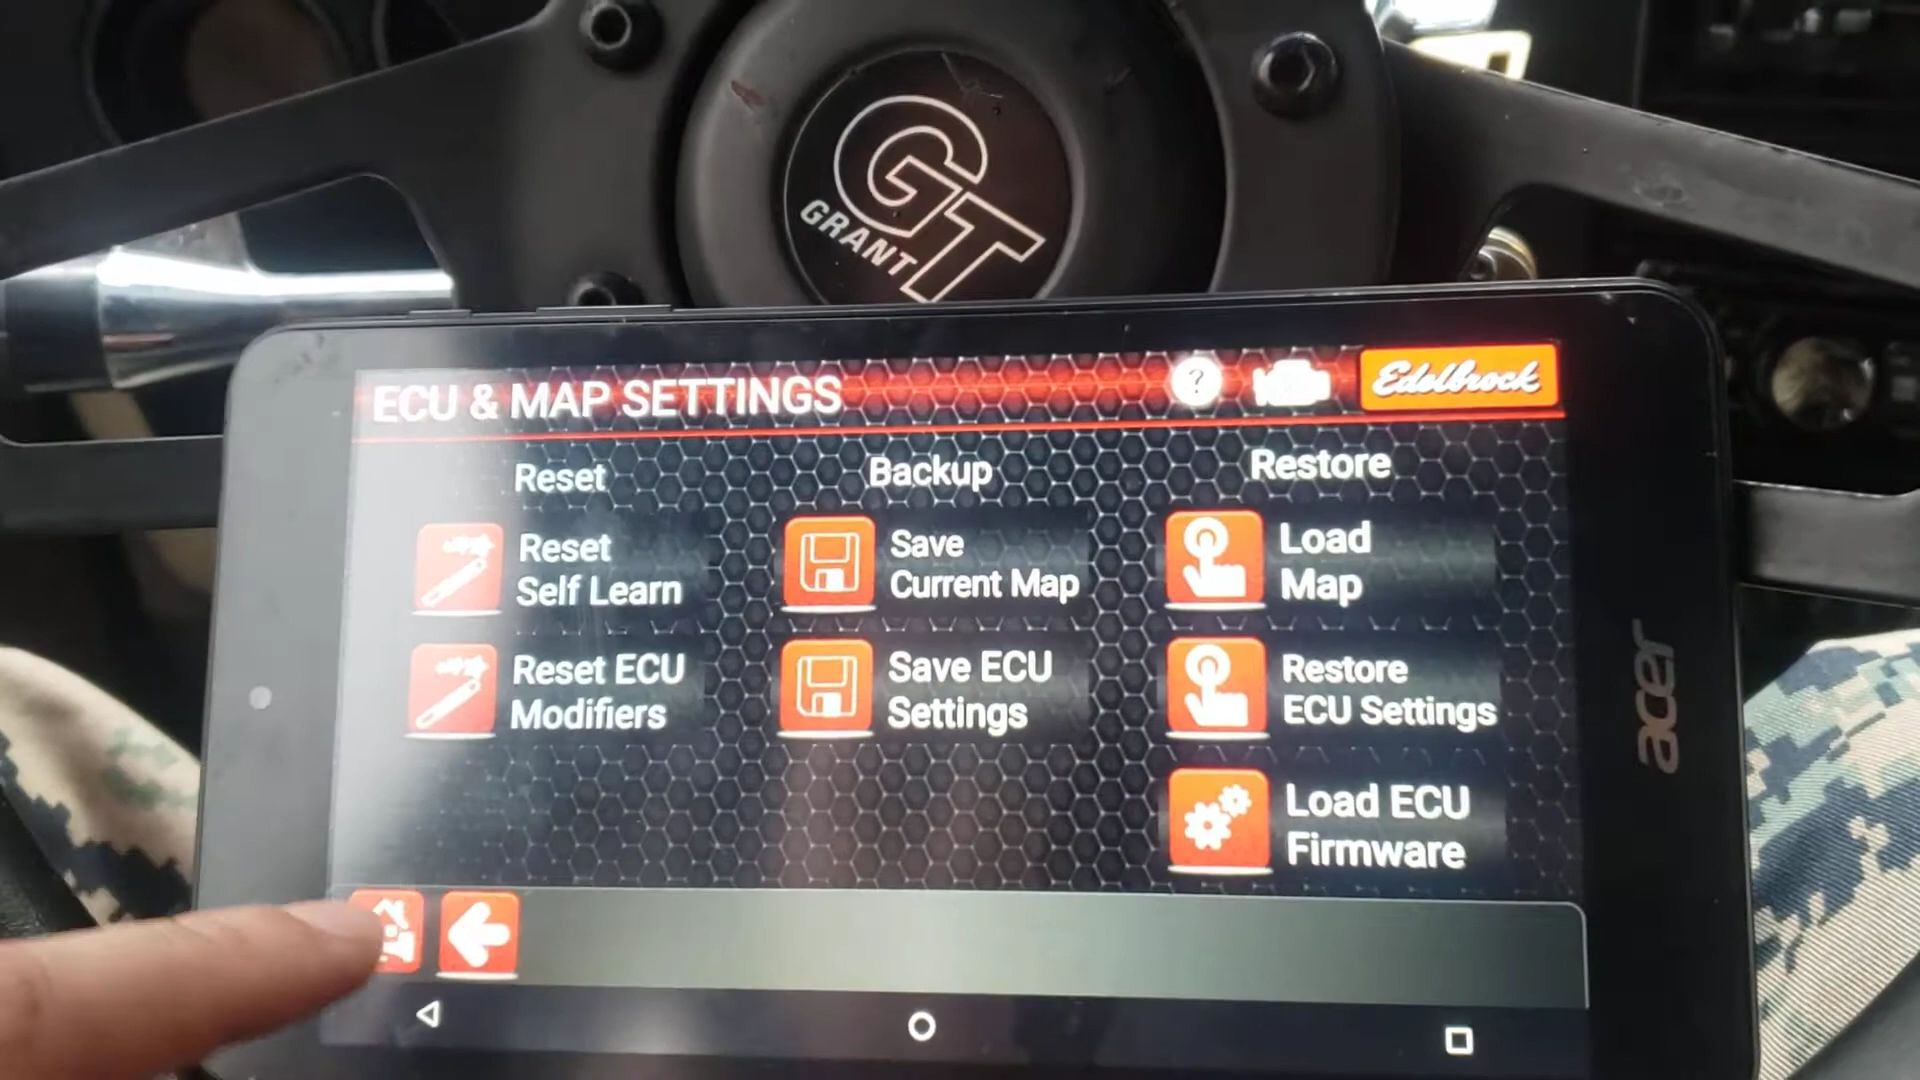 GT
GRANT
ECU & MAP SETTINGS
?
Edelbrock
Reset
Backup
Restore
Reset
Self Learn
Save
Current Map
Load
Map
Reset ECU
Modifiers
Save ECU
Settings
Restore
ECU Settings
Load ECU
Firmware
acer